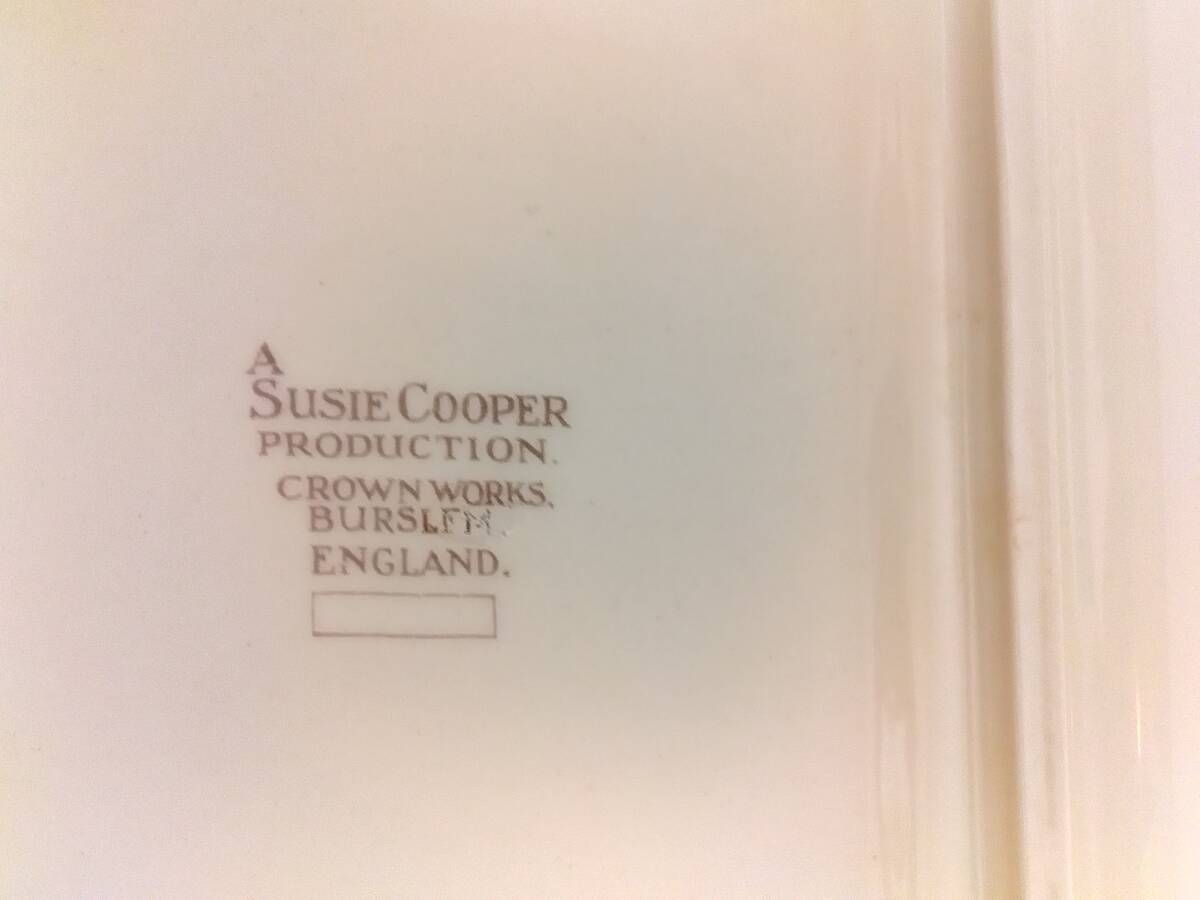 A
SUSIE COOPER
PRODUCTION.
CROWN WORKS.
BURSLEM.
ENGLAND.